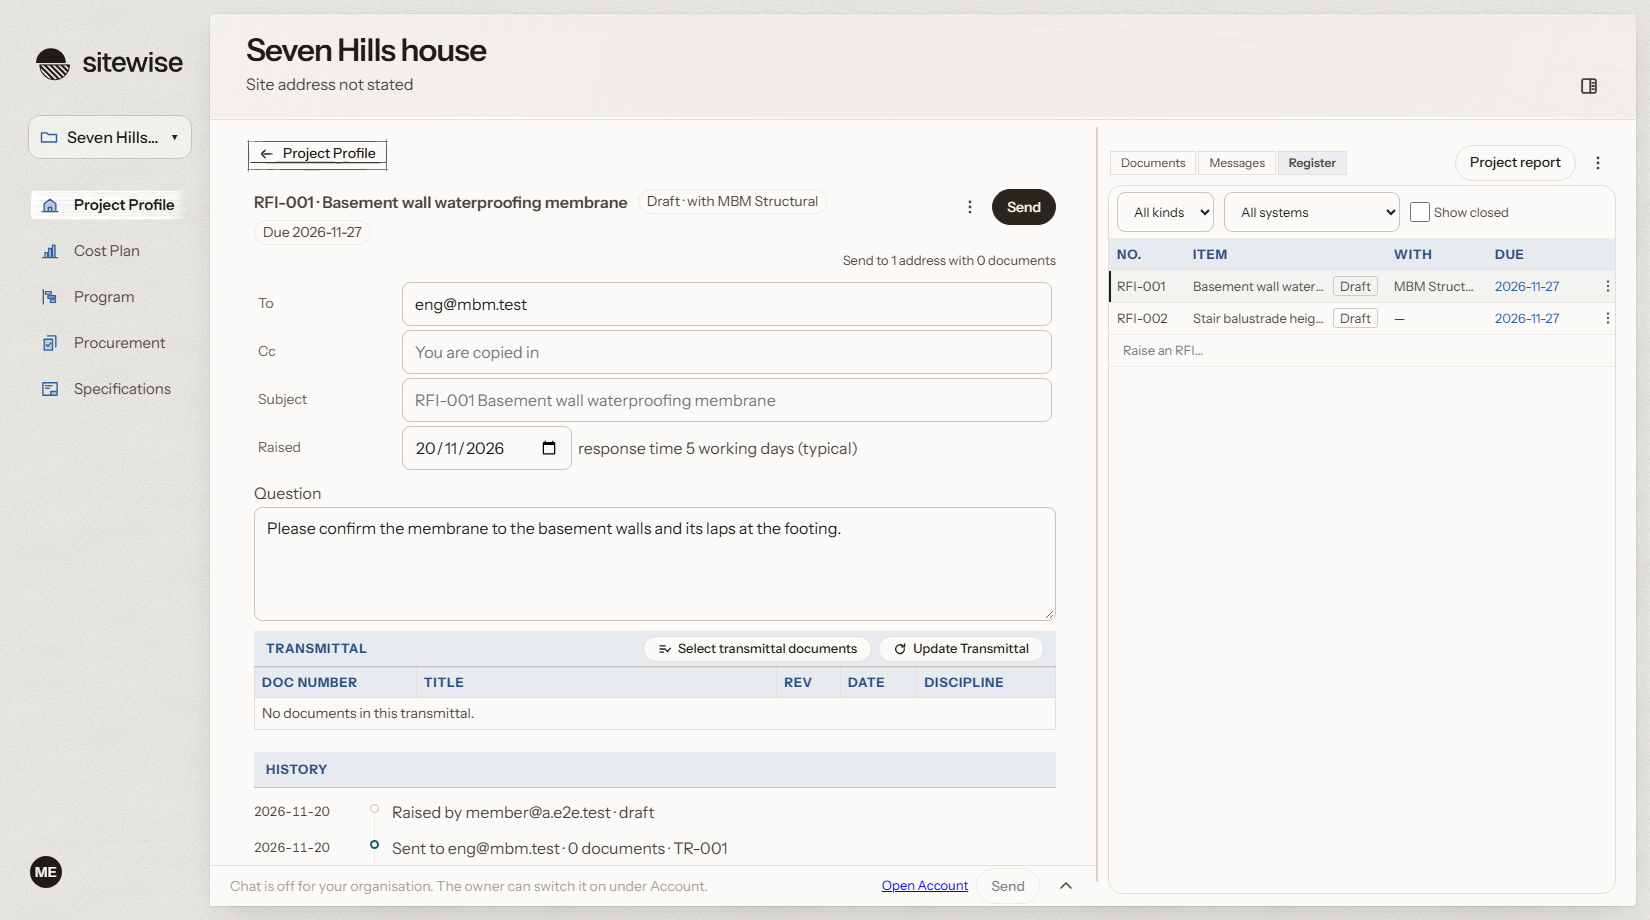 sitewise
Seven Hills...
Project Profile
Cost Plan
Program
Procurement
Specifications
ME
Seven Hills house
Site address not stated
← Project Profile
RFI-001 · Basement wall waterproofing membrane
Draft · with MBM Structural
Due 2026-11-27
Send
Send to 1 address with 0 documents
To
eng@mbm.test
Cc
You are copied in
Subject
RFI-001 Basement wall waterproofing membrane
Raised
20/11/2026 response time 5 working days (typical)
Question
Please confirm the membrane to the basement walls and its laps at the footing.
TRANSMITTAL Select transmittal documents Update Transmittal
DOC NUMBER TITLE REV DATE DISCIPLINE
No documents in this transmittal.
HISTORY
2026-11-20 Raised by member@a.e2e.test · draft
2026-11-20 Sent to eng@mbm.test · 0 documents · TR-001
Chat is off for your organisation. The owner can switch it on under Account. Open Account Send
Documents Messages Register Project report
All kinds All systems Show closed
NO. ITEM WITH DUE
RFI-001 Basement wall water... Draft MBM Struct... 2026-11-27
RFI-002 Stair balustrade heig... Draft — 2026-11-27
Raise an RFI...